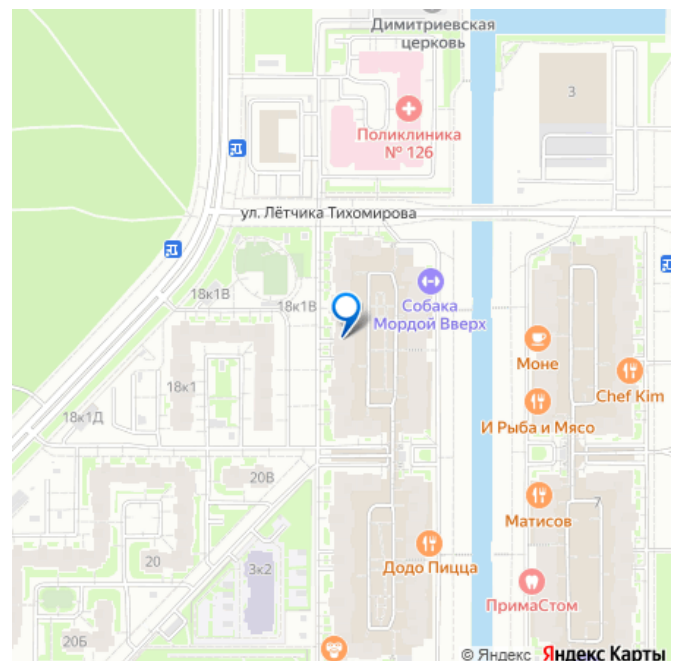 Димитриевская
церковь
3
Поликлиника
№ 126
ул. Лётчика Тихомирова
18к1В
18к1В
Собака
Мордой Вверх
Моне
18к1
Chef Kim
18к1Д
И Рыба и Мясо
20В
7
Матисов
20
3к2
Додо Пицца
ПримаСтом
20Б
© Яндекс Яндекс Карты